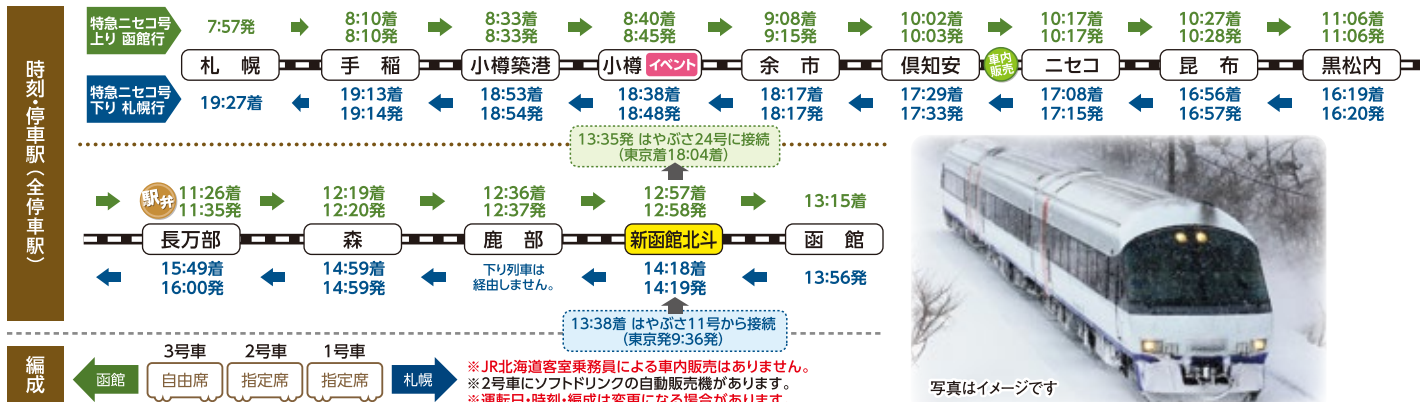 時刻・停車駅（全停車駅）
特急ニセコ号
上り 函館行
7:57発
8:10着
8:10発
8:33着
8:33発
8:40着
8:45発
9:08着
9:15発
10:02着
10:03発
10:17着
10:17発
10:27着
10:28発
11:06着
11:06発
札幌
手稲
小樽築港
小樽 イベント
余市
倶知安
車内
販売
ニセコ
昆布
黒松内
特急ニセコ号
下り 札幌行
19:27着
19:13着
19:14発
18:53着
18:54発
18:38着
18:48発
18:17着
18:17発
17:29着
17:33発
17:08着
17:15発
16:56着
16:57発
16:19着
16:20発
13:35発 はやぶさ24号に接続
（東京着18:04着）
駅弁
11:26着
11:35発
12:19着
12:20発
12:36着
12:37発
12:57着
12:58発
13:15着
長万部
森
鹿部
新函館北斗
函館
15:49着
16:00発
14:59着
14:59発
下り列車は
経由しません。
14:18着
14:19発
13:56発
13:38着 はやぶさ11号から接続
（東京発9:36発）
編成
函館
3号車
自由席
2号車
指定席
1号車
指定席
札幌
※JR北海道客室乗務員による車内販売はありません。
※2号車にソフトドリンクの自動販売機があります。
※運転日・時刻・編成は変更になる場合があります。
写真はイメージです